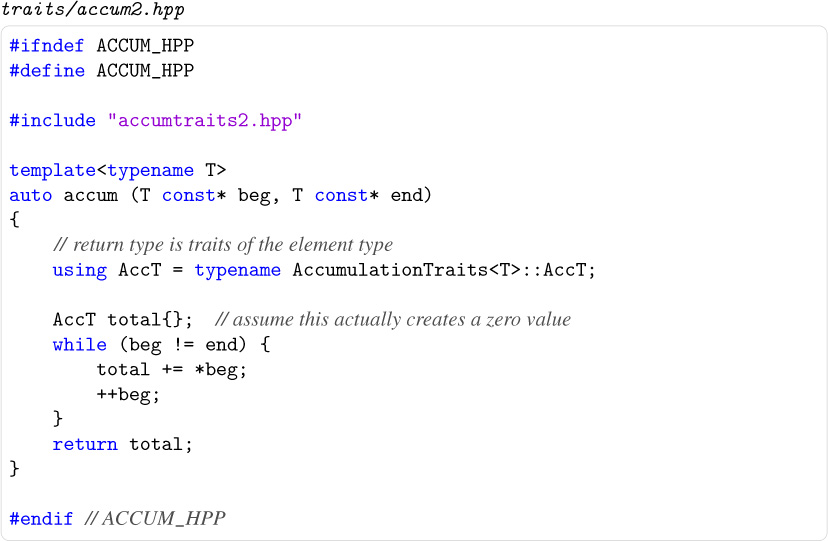 traits/accum2.hpp
#ifndef ACCUM_HPP
#define ACCUM_HPP
#include "accumtraits2.hpp"
template<typename T>
auto accum (T const* beg, T const* end)
{
    // return type is traits of the element type
    using AccT = typename AccumulationTraits<T>::AccT;
    AccT total{};  // assume this actually creates a zero value
    while (beg != end) {
        total += *beg;
        ++beg;
    }
    return total;
}
#endif // ACCUM_HPP